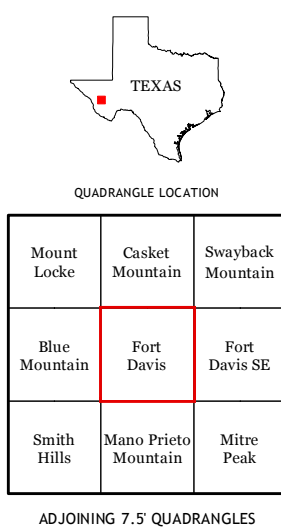 TEXAS
QUADRANGLE LOCATION
Mount
Locke
Casket
Mountain
Swayback
Mountain
Blue
Mountain
Fort
Davis
Fort
Davis SE
Smith
Hills
Mano Prieto
Mountain
Mitre
Peak
ADJOINING 7.5' QUADRANGLES